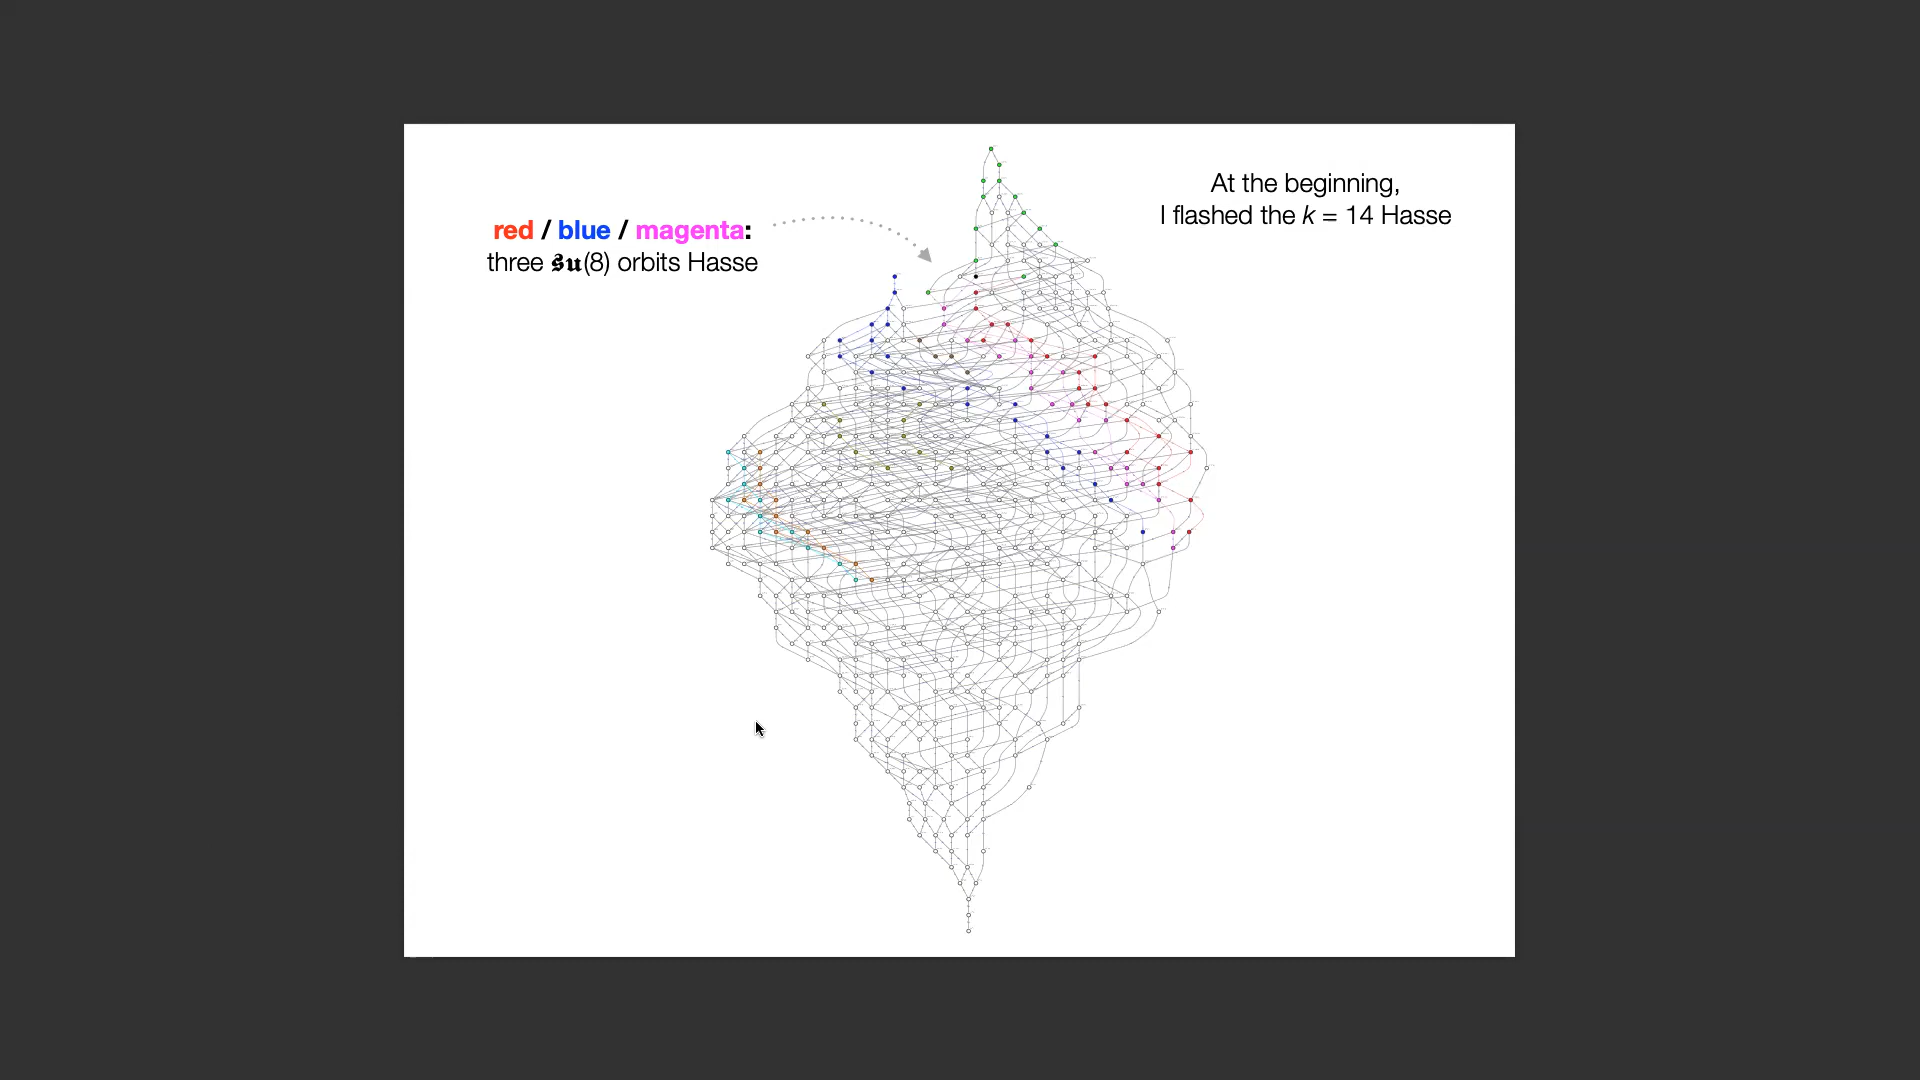 At the beginning,
I flashed the k = 14 Hasse
red / blue / magenta:
three 𝖘𝖚(8) orbits Hasse